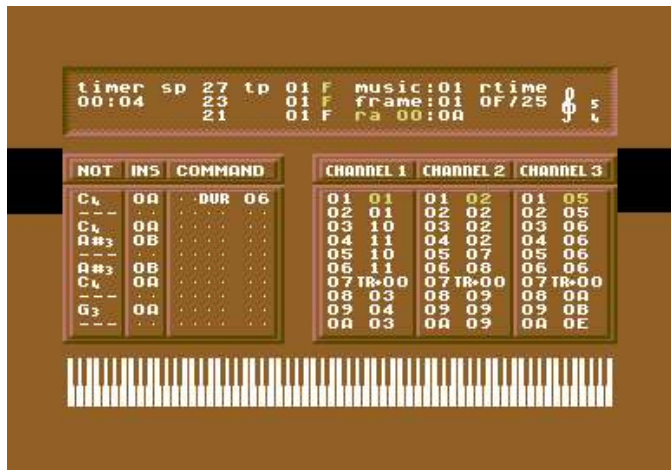 timer sp 27 tp 01 F music:01 rtime
00:04 23 01 F frame:01 0F/25 5
21 01 F ra 00:0A 4
NOT INS COMMAND CHANNEL 1 CHANNEL 2 CHANNEL 3
C4 0A ..DUR 06 01 01 01 02 01 05
--- .. .... .. 02 01 02 02 02 05
C4 0A .... .. 03 10 03 02 03 06
A#3 0B .... .. 04 11 04 02 04 06
--- .. .... .. 05 10 05 07 05 06
A#3 0B .... .. 06 11 06 08 06 06
C4 0A .... .. 07 TR+00 07 TR+00 07 TR+00
--- .. .... .. 08 03 08 09 08 0A
G3 0A .... .. 09 04 09 09 09 0B
--- .. .... .. 0A 03 0A 09 0A 0E